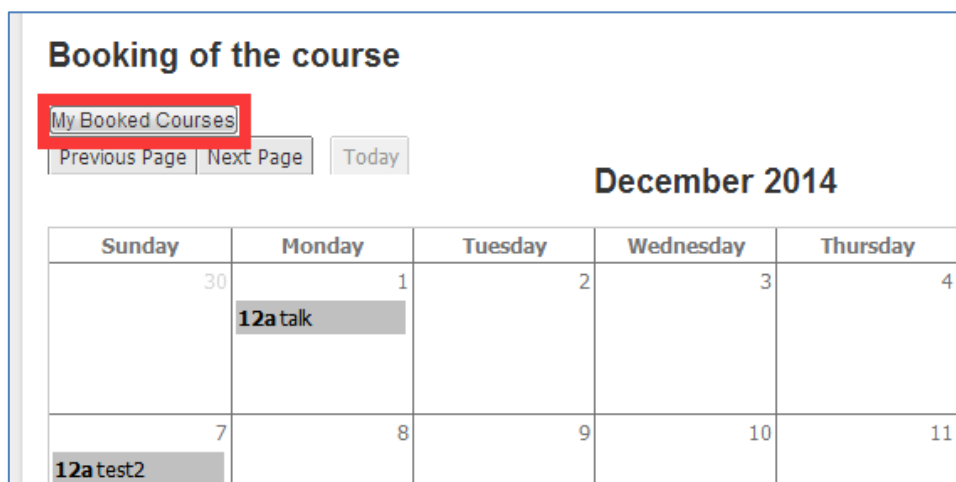 Booking of the course
My Booked Courses
Previous Page Next Page Today
December 2014
Sunday Monday Tuesday Wednesday Thursday
30 1 2 3 4
12a talk
7 8 9 10 11
12a test2